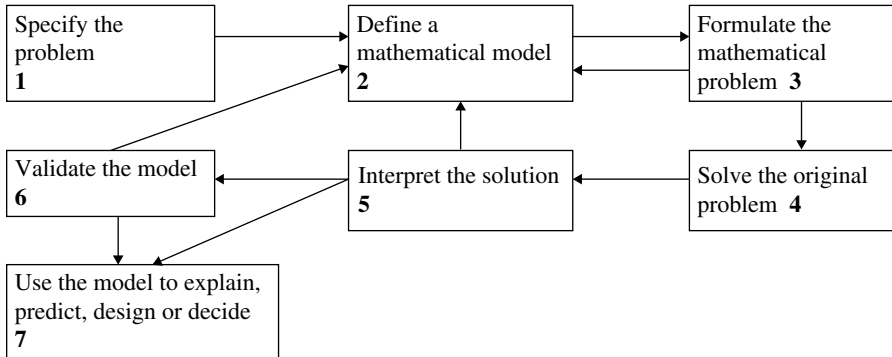 Specify the
problem
1
Define a
mathematical model
2
Formulate the
mathematical
problem 3
Validate the model
6
Interpret the solution
5
Solve the original
problem 4
Use the model to explain,
predict, design or decide
7